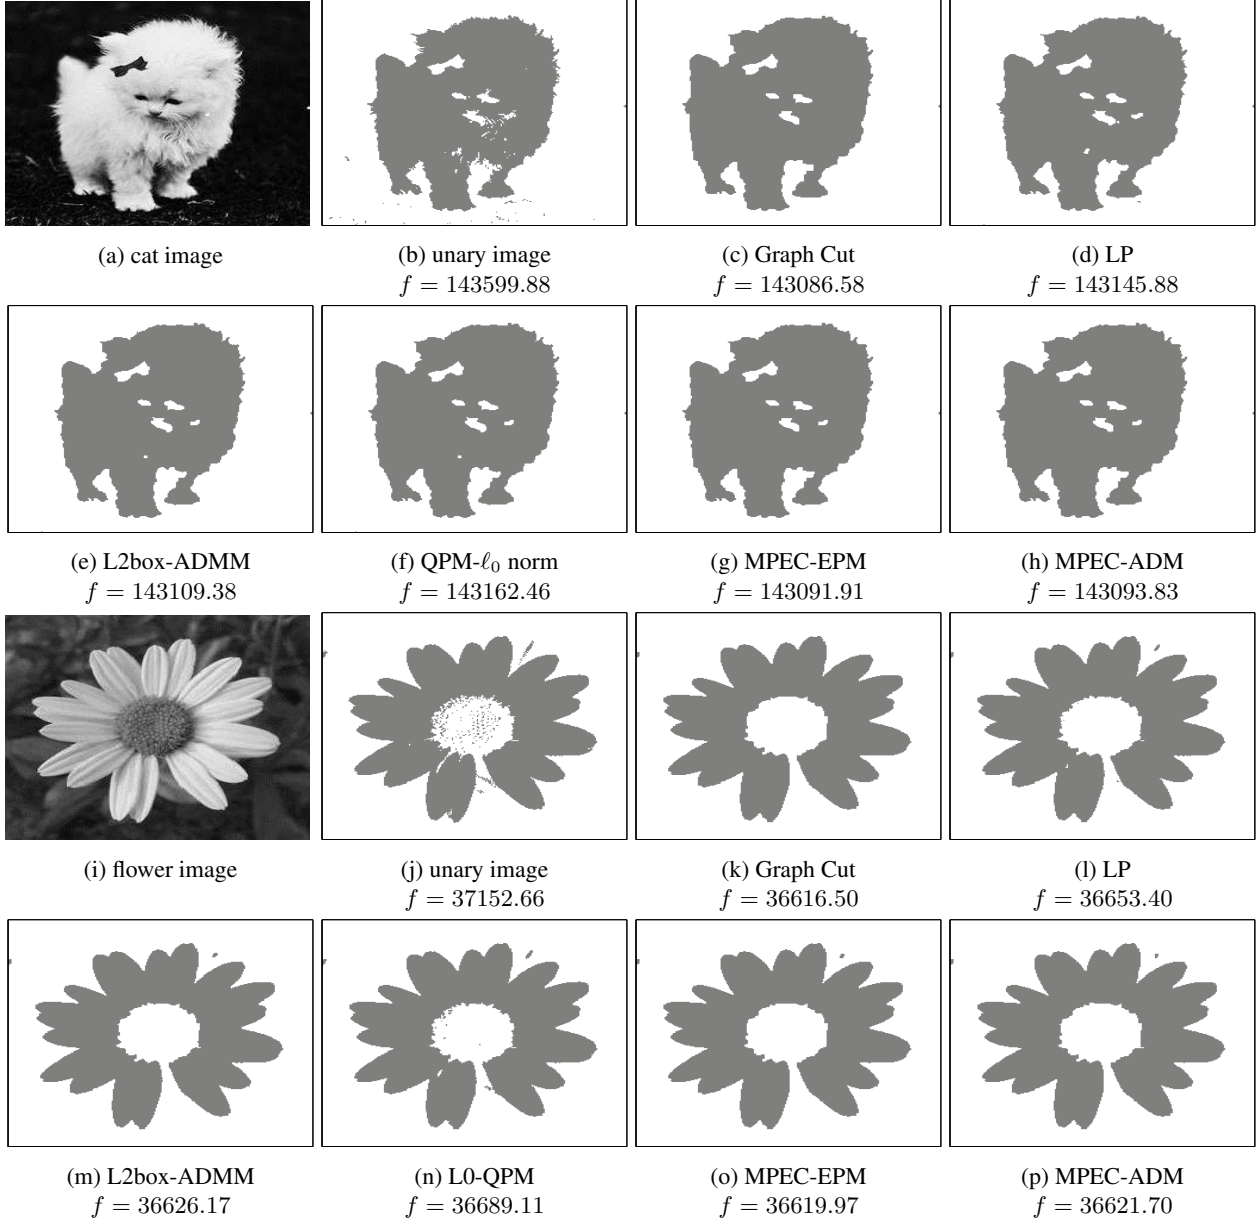 (a) cat image
(b) unary image
f = 143599.88
(c) Graph Cut
f = 143086.58
(d) LP
f = 143145.88
(e) L2box-ADMM
f = 143109.38
(f) QPM-ℓ₀ norm
f = 143162.46
(g) MPEC-EPM
f = 143091.91
(h) MPEC-ADM
f = 143093.83
(i) flower image
(j) unary image
f = 37152.66
(k) Graph Cut
f = 36616.50
(l) LP
f = 36653.40
(m) L2box-ADMM
f = 36626.17
(n) L0-QPM
f = 36689.11
(o) MPEC-EPM
f = 36619.97
(p) MPEC-ADM
f = 36621.70